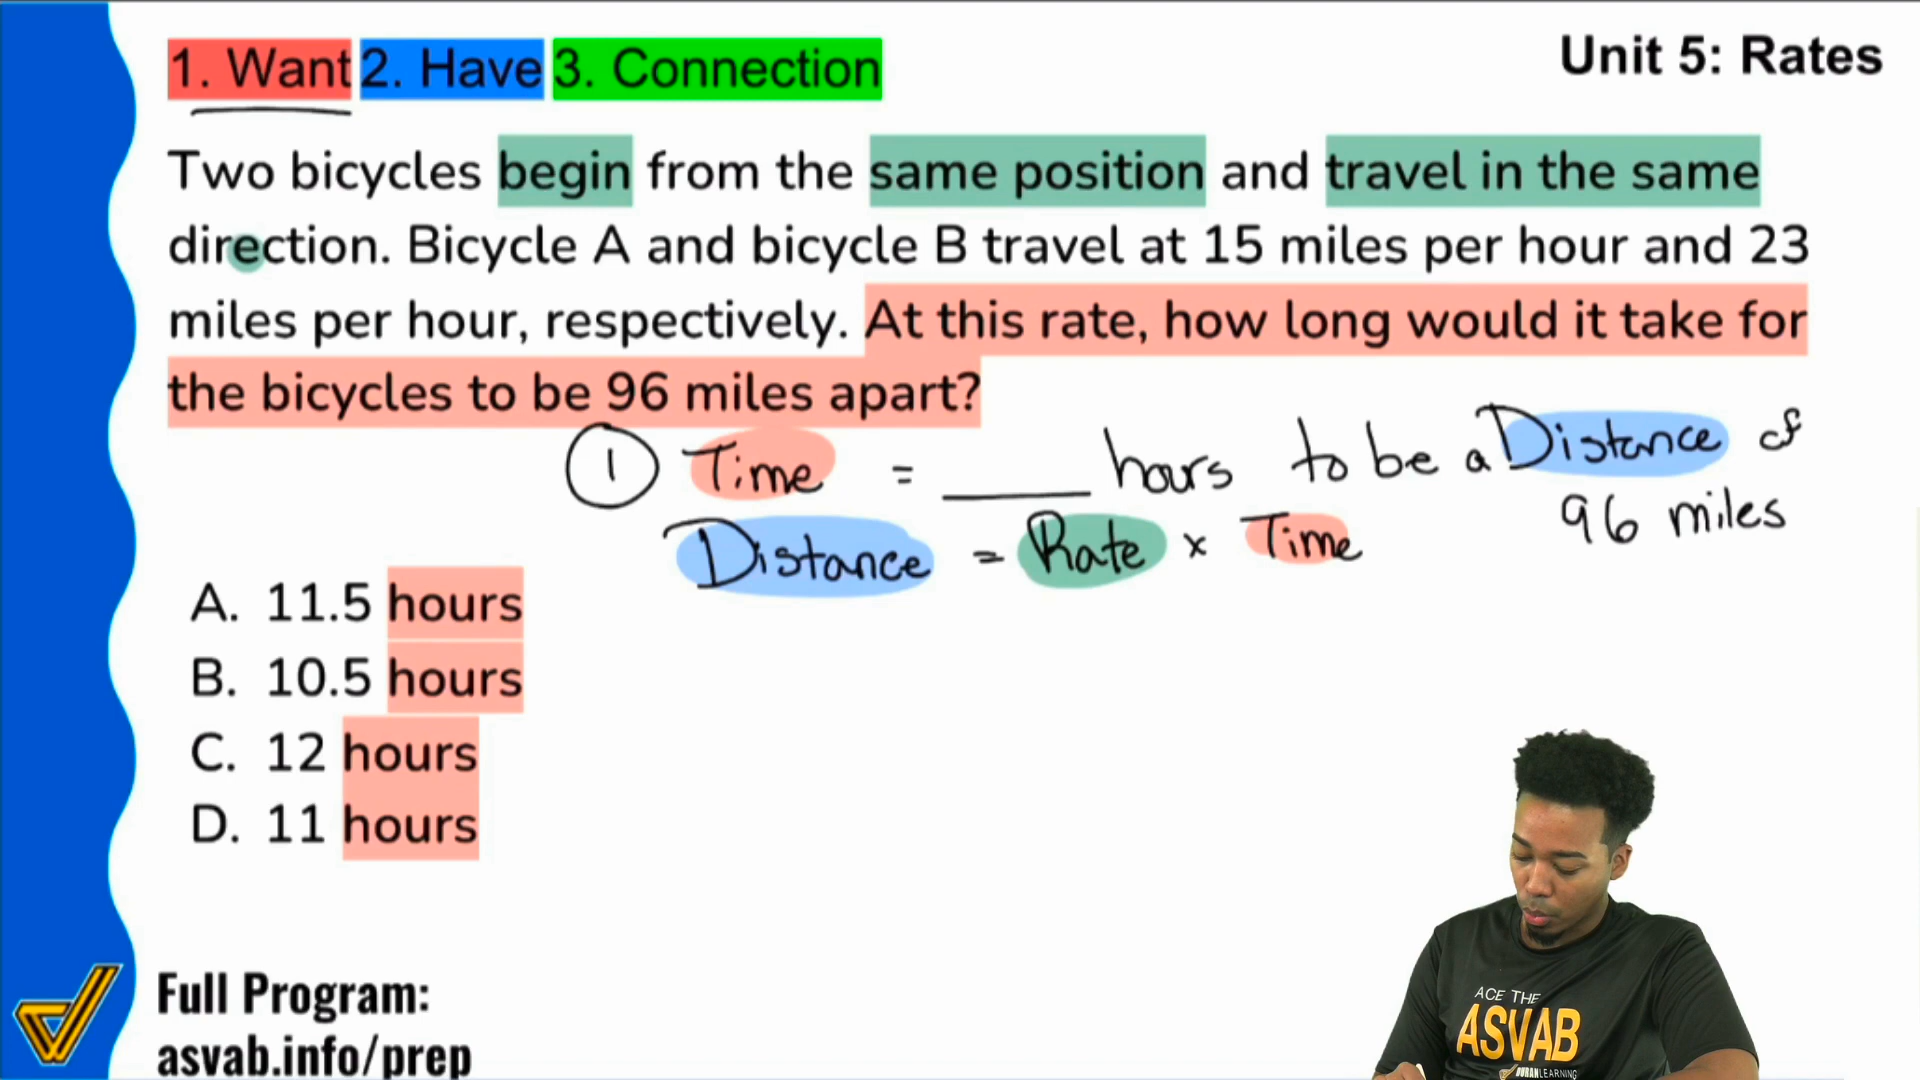 1. Want 2. Have 3. Connection
Unit 5: Rates
Two bicycles begin from the same position and travel in the same
direction. Bicycle A and bicycle B travel at 15 miles per hour and 23
miles per hour, respectively. At this rate, how long would it take for
the bicycles to be 96 miles apart?
1 Time = ____ hours to be a Distance of
96 miles
Distance = Rate x Time
A. 11.5 hours
B. 10.5 hours
C. 12 hours
D. 11 hours
Full Program:
asvab.info/prep
ACE THE
ASVAB
DURANLEARNING